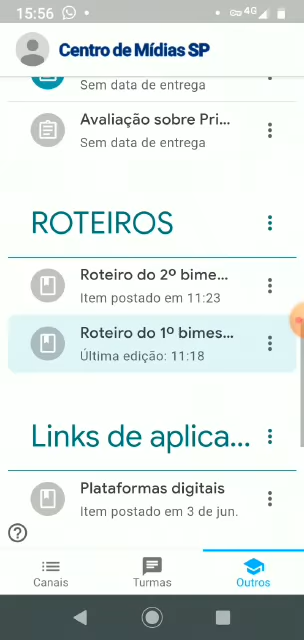 15:56
4G
Centro de Mídias SP
Sem data de entrega
Avaliação sobre Pri...
Sem data de entrega
ROTEIROS
Roteiro do 2º bime...
Item postado em 11:23
Roteiro do 1º bimes...
Última edição: 11:18
Links de aplica...
Plataformas digitais
Item postado em 3 de jun.
Canais
Turmas
Outros